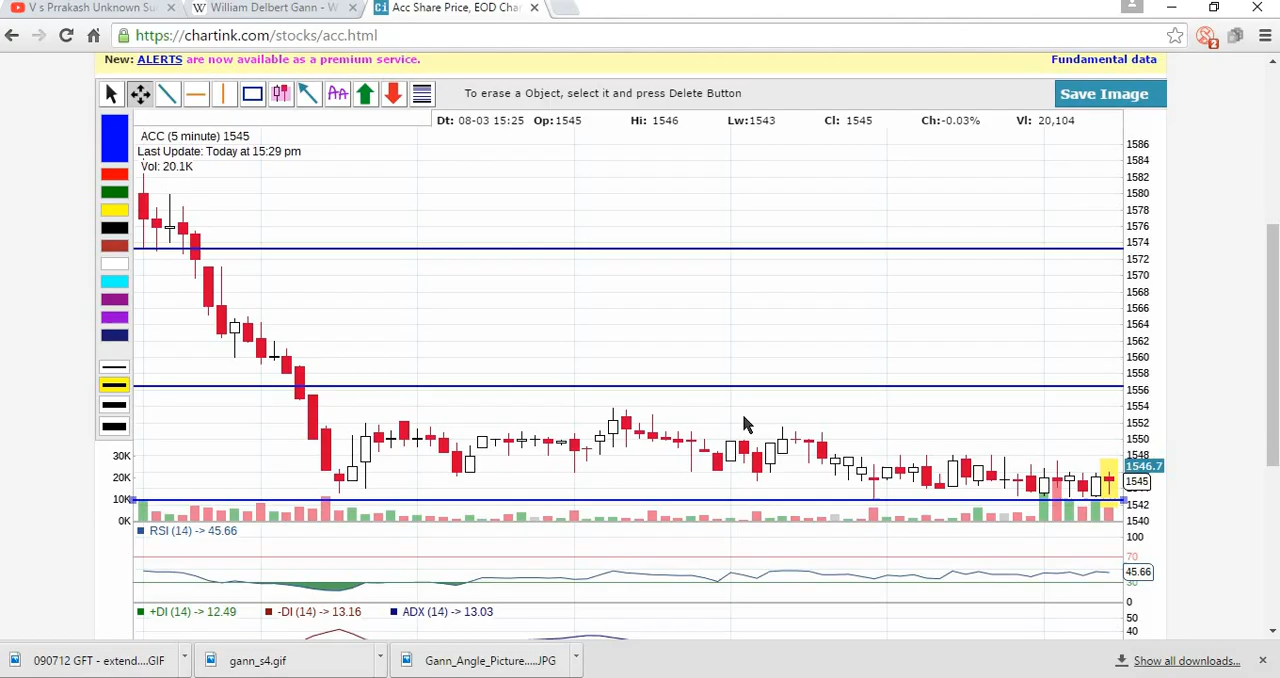 V s Prrakash Unknown Su
William Delbert Gann - W
Acc Share Price, EOD Cha
https://chartink.com/stocks/acc.html
2
New: ALERTS are now available as a premium service.
Fundamental data
To erase a Object, select it and press Delete Button
Save Image
Dt: 08-03 15:25 Op:1545 Hi: 1546 Lw:1543 Cl: 1545 Ch:-0.03% Vl: 20,104
ACC (5 minute) 1545
Last Update: Today at 15:29 pm
Vol: 20.1K
1586
1584
1582
1580
1578
1576
1574
1572
1570
1568
1566
1564
1562
1560
1558
1556
1554
1552
1550
1548
1546.7
1545
1542
1540
30K
20K
10K
0K
RSI (14) -> 45.66
100
70
45.66
30
0
+DI (14) -> 12.49
-DI (14) -> 13.16
ADX (14) -> 13.03
50
40
090712 GFT - extend....GIF
gann_s4.gif
Gann_Angle_Picture.....JPG
Show all downloads...